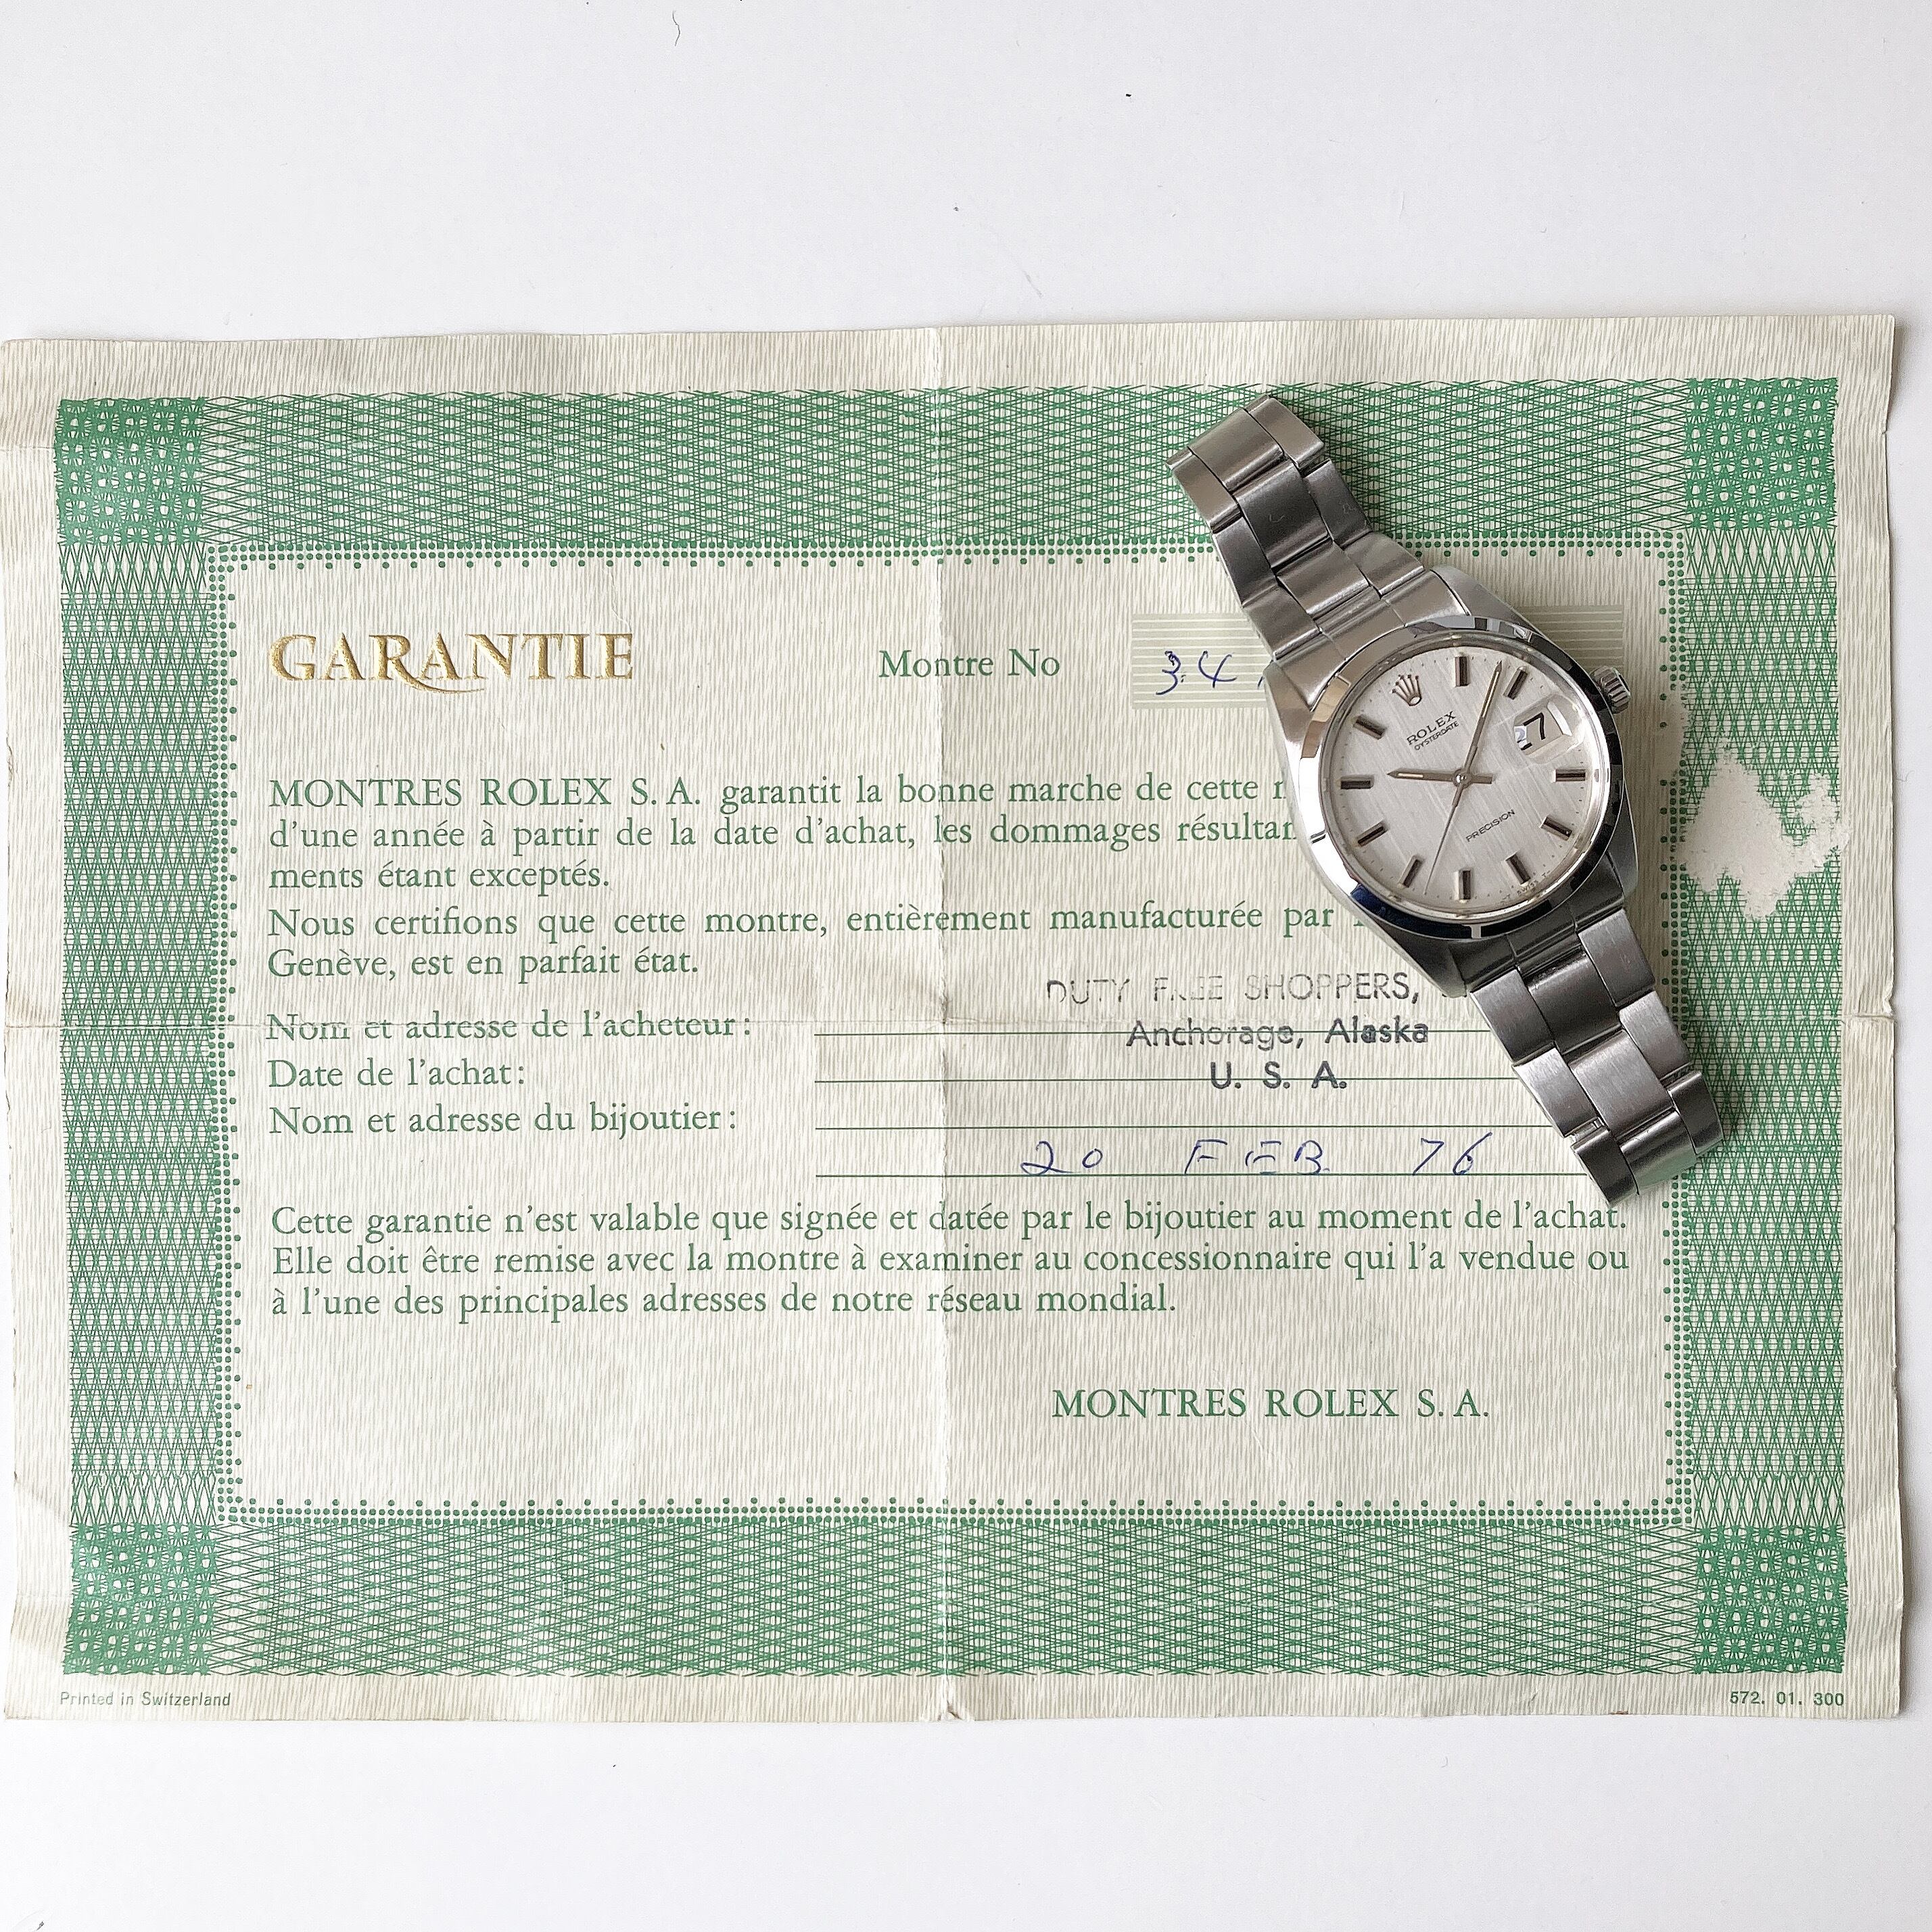 GARANTIE
Montre No 34
MONTRES ROLEX S. A. garantit la bonne marche de cette
d'une année à partir de la date d'achat, les dommages
ments étant exceptés.
Nous certifions que cette montre, entièrement manufacturée par
Genève, est en parfait état.
DUTY FREE SHOPPERS,
Nom et adresse de l'acheteur:
Anchorage, Alaska
Date de l'achat:
U. S. A.
Nom et adresse du bijoutier:
20 FEB 76
Cette garantie n'est valable que signée et datée par le bijoutier au moment de l'achat.
Elle doit être remise avec la montre à examiner au concessionnaire qui l'a vendue ou
à l'une des principales adresses de notre réseau mondial.
MONTRES ROLEX S. A.
Printed in Switzerland
572. 01. 300
ROLEX
OYSTERDATE
27
PRECISION